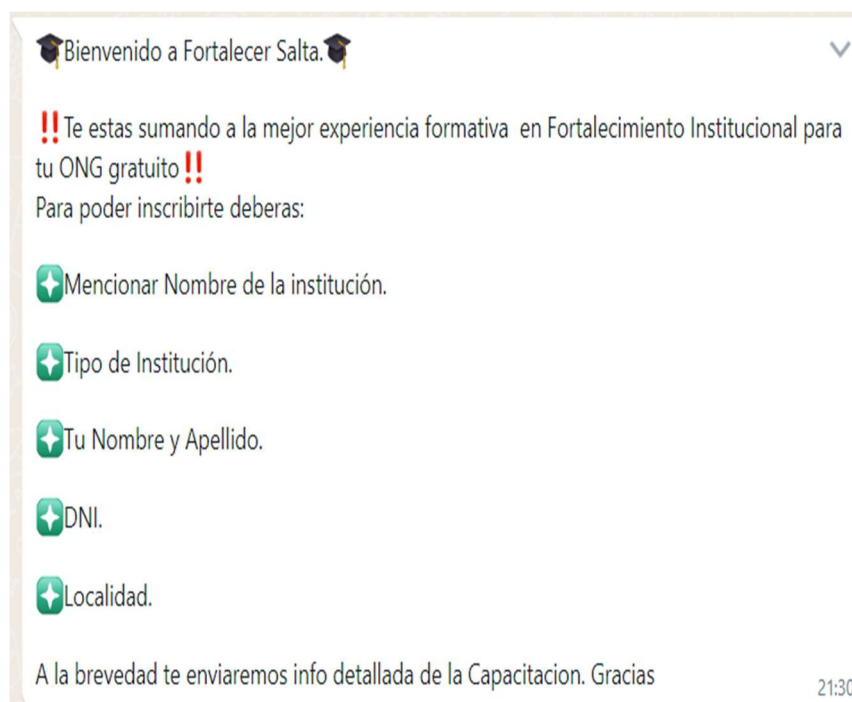 🎓Bienvenido a Fortalecer Salta.🎓
‼️Te estas sumando a la mejor experiencia formativa  en Fortalecimiento Institucional para
tu ONG gratuito‼️
Para poder inscribirte deberas:
❇️Mencionar Nombre de la institución.
❇️Tipo de Institución.
❇️Tu Nombre y Apellido.
❇️DNI.
❇️Localidad.
A la brevedad te enviaremos info detallada de la Capacitacion. Gracias
21:30